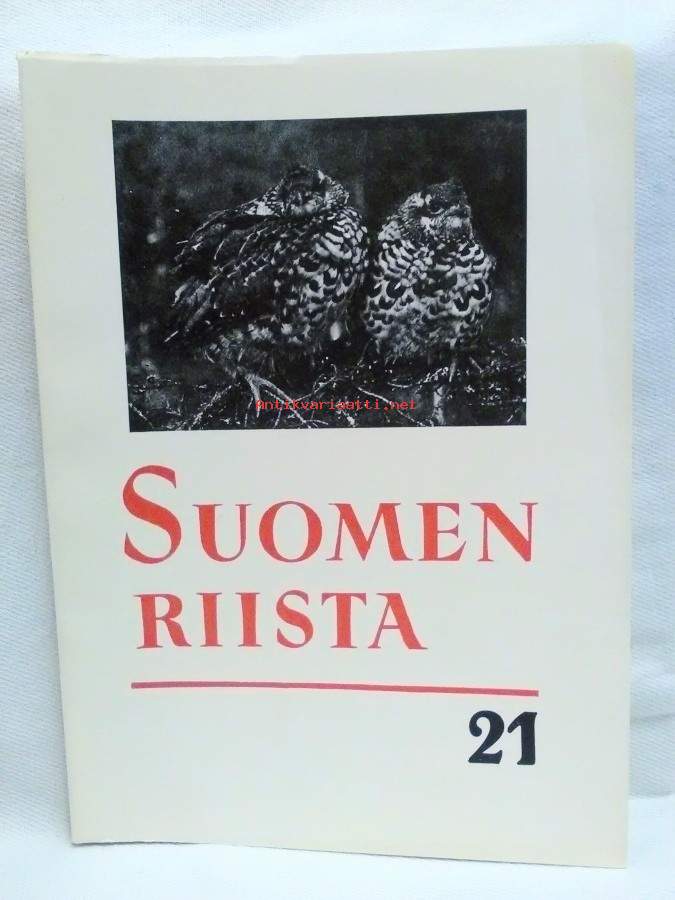 Antikvariaatti.net
SUOMEN
RIISTA
21